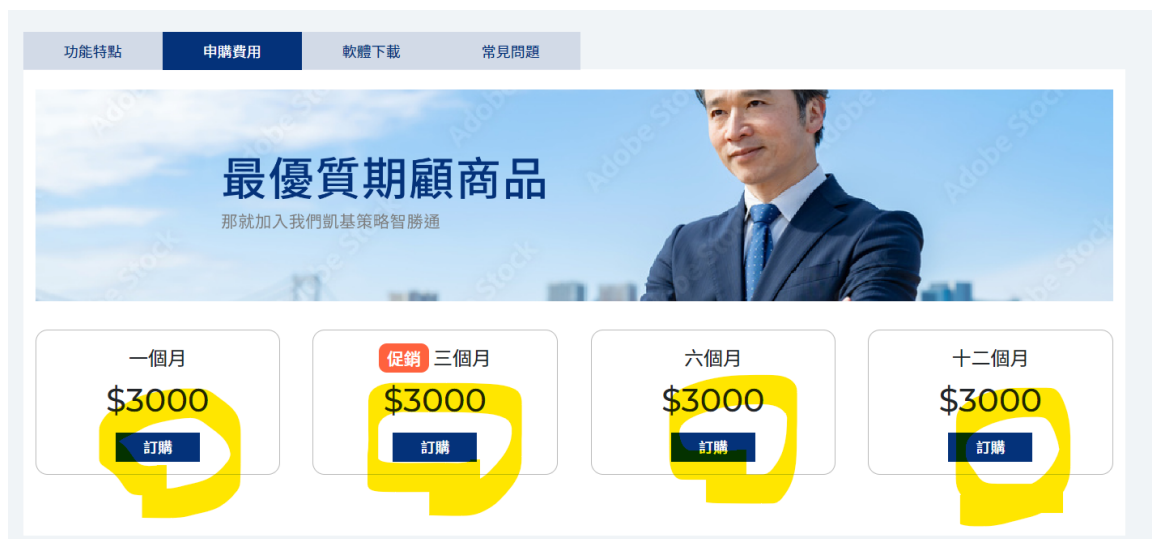 功能特點
申購費用
軟體下載
常見問題
最優質期顧商品
那就加入我們凱基策略智勝通
一個月
$3000
訂購
促銷 三個月
$3000
訂購
六個月
$3000
訂購
十二個月
$3000
訂購
Adobe Stock